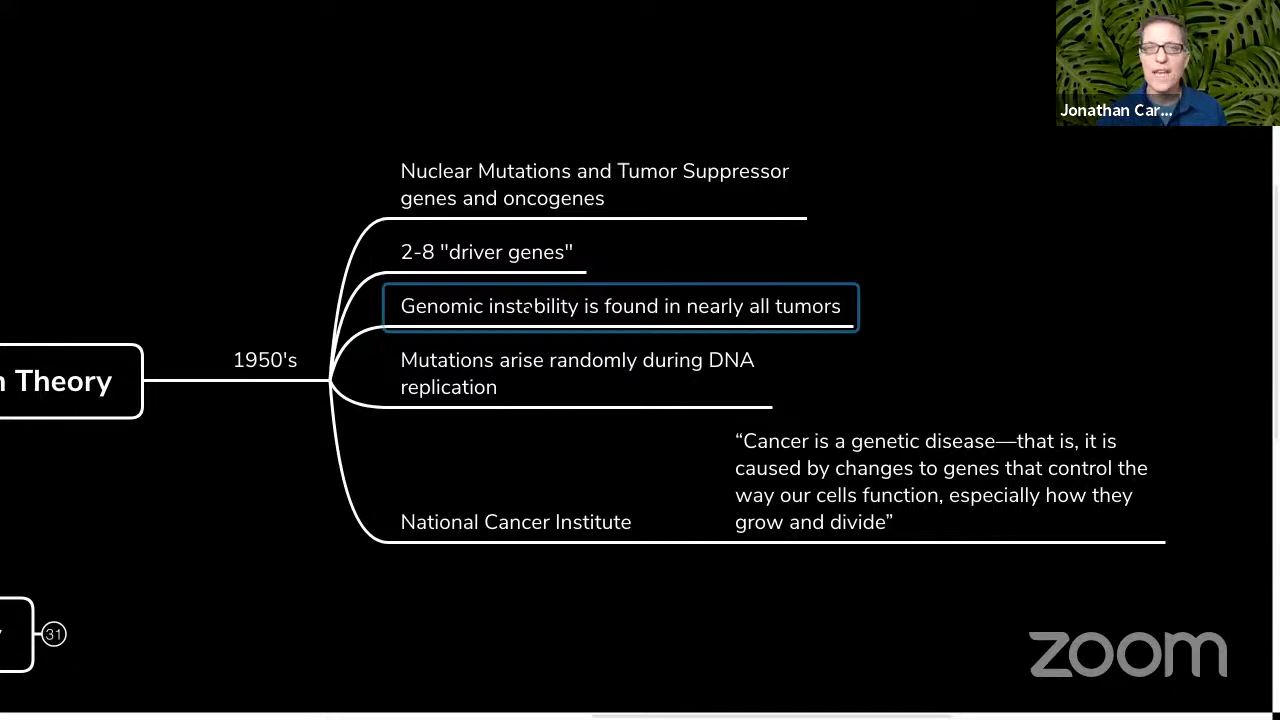 Jonathan Car...
Nuclear Mutations and Tumor Suppressor
genes and oncogenes
2-8 "driver genes"
Genomic instability is found in nearly all tumors
1950's
Theory
Mutations arise randomly during DNA
replication
“Cancer is a genetic disease—that is, it is
caused by changes to genes that control the
way our cells function, especially how they
grow and divide”
National Cancer Institute
31
zoom